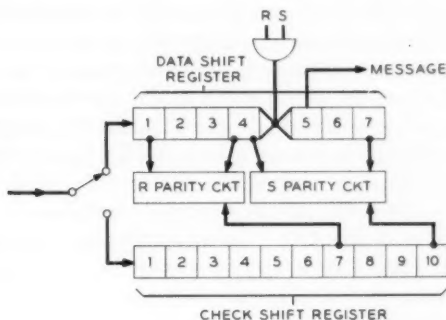 R S
DATA SHIFT
REGISTER
MESSAGE
1 2 3 4 5 6 7
R PARITY CKT S PARITY CKT
1 2 3 4 5 6 7 8 9 10
CHECK SHIFT REGISTER